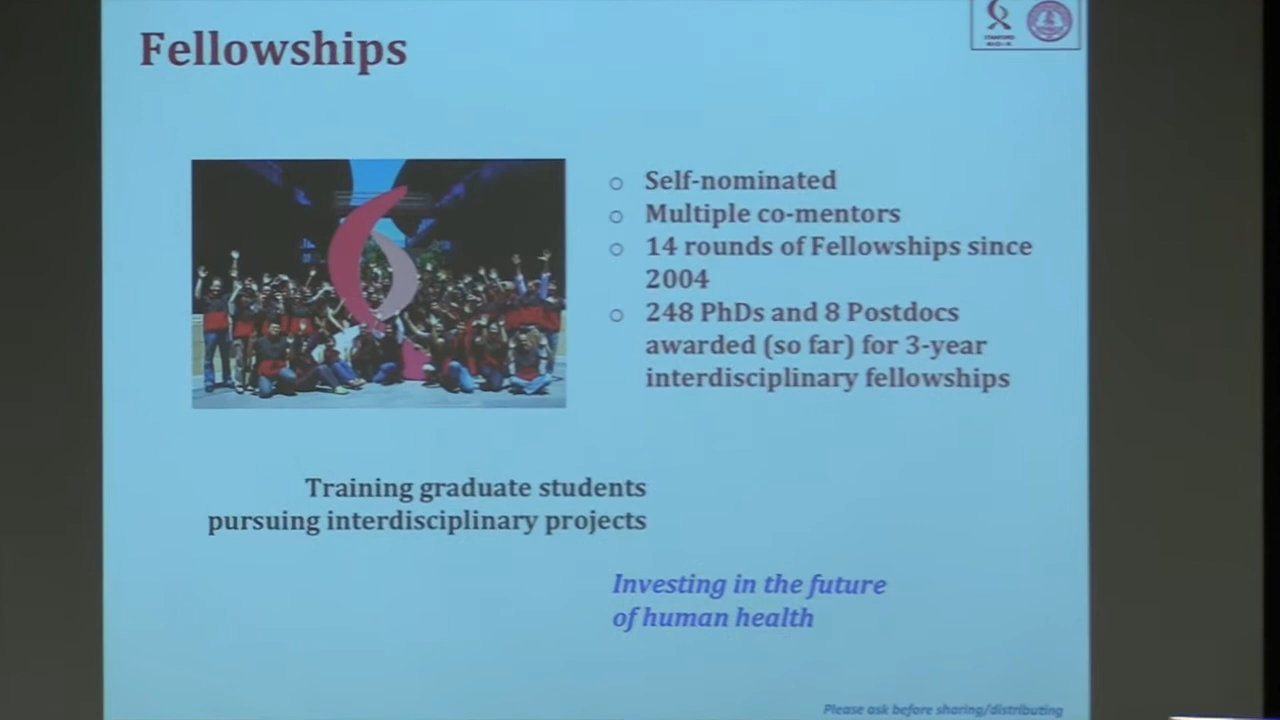 Fellowships
Self-nominated
Multiple co-mentors
14 rounds of Fellowships since
2004
248 PhDs and 8 Postdocs
awarded (so far) for 3-year
interdisciplinary fellowships
Training graduate students
pursuing interdisciplinary projects
Investing in the future
of human health
Please ask before sharing/distributing